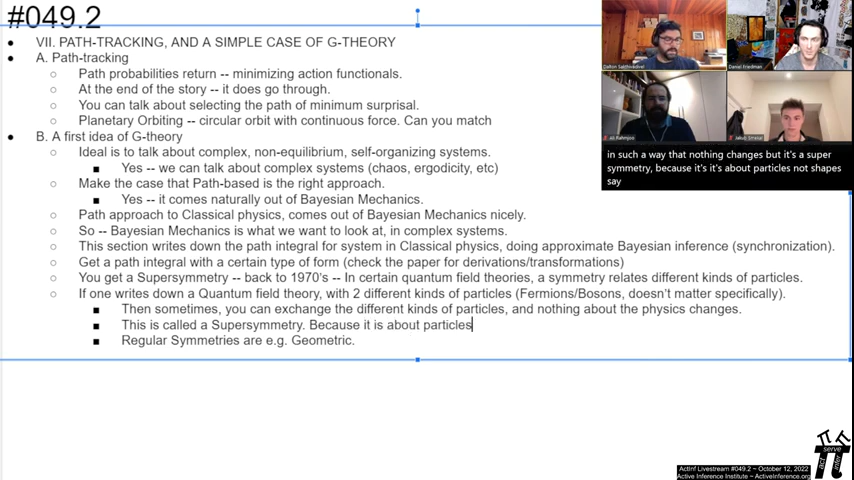 #049.2
● VII. PATH-TRACKING, AND A SIMPLE CASE OF G-THEORY
● A. Path-tracking
○ Path probabilities return -- minimizing action functionals.
○ At the end of the story -- it does go through.
○ You can talk about selecting the path of minimum surprisal.
○ Planetary Orbiting -- circular orbit with continuous force. Can you match
● B. A first idea of G-theory
○ Ideal is to talk about complex, non-equilibrium, self-organizing systems.
■ Yes -- we can talk about complex systems (chaos, ergodicity, etc)
○ Make the case that Path-based is the right approach.
■ Yes -- it comes naturally out of Bayesian Mechanics.
○ Path approach to Classical physics, comes out of Bayesian Mechanics nicely.
○ So -- Bayesian Mechanics is what we want to look at, in complex systems.
○ This section writes down the path integral for system in Classical physics, doing approximate Bayesian inference (synchronization).
○ Get a path integral with a certain type of form (check the paper for derivations/transformations)
○ You get a Supersymmetry -- back to 1970's -- In certain quantum field theories, a symmetry relates different kinds of particles.
○ If one writes down a Quantum field theory, with 2 different kinds of particles (Fermions/Bosons, doesn't matter specifically).
■ Then sometimes, you can exchange the different kinds of particles, and nothing about the physics changes.
■ This is called a Supersymmetry. Because it is about particles
■ Regular Symmetries are e.g. Geometric.
Daniel Friedman
in such a way that nothing changes but it's a super
symmetry, because it's it's about particles not shapes
say
serve
act
infer
ActInf Livestream #049.2 ~ October 12, 2022
Active Inference Institute ~ ActiveInference.org